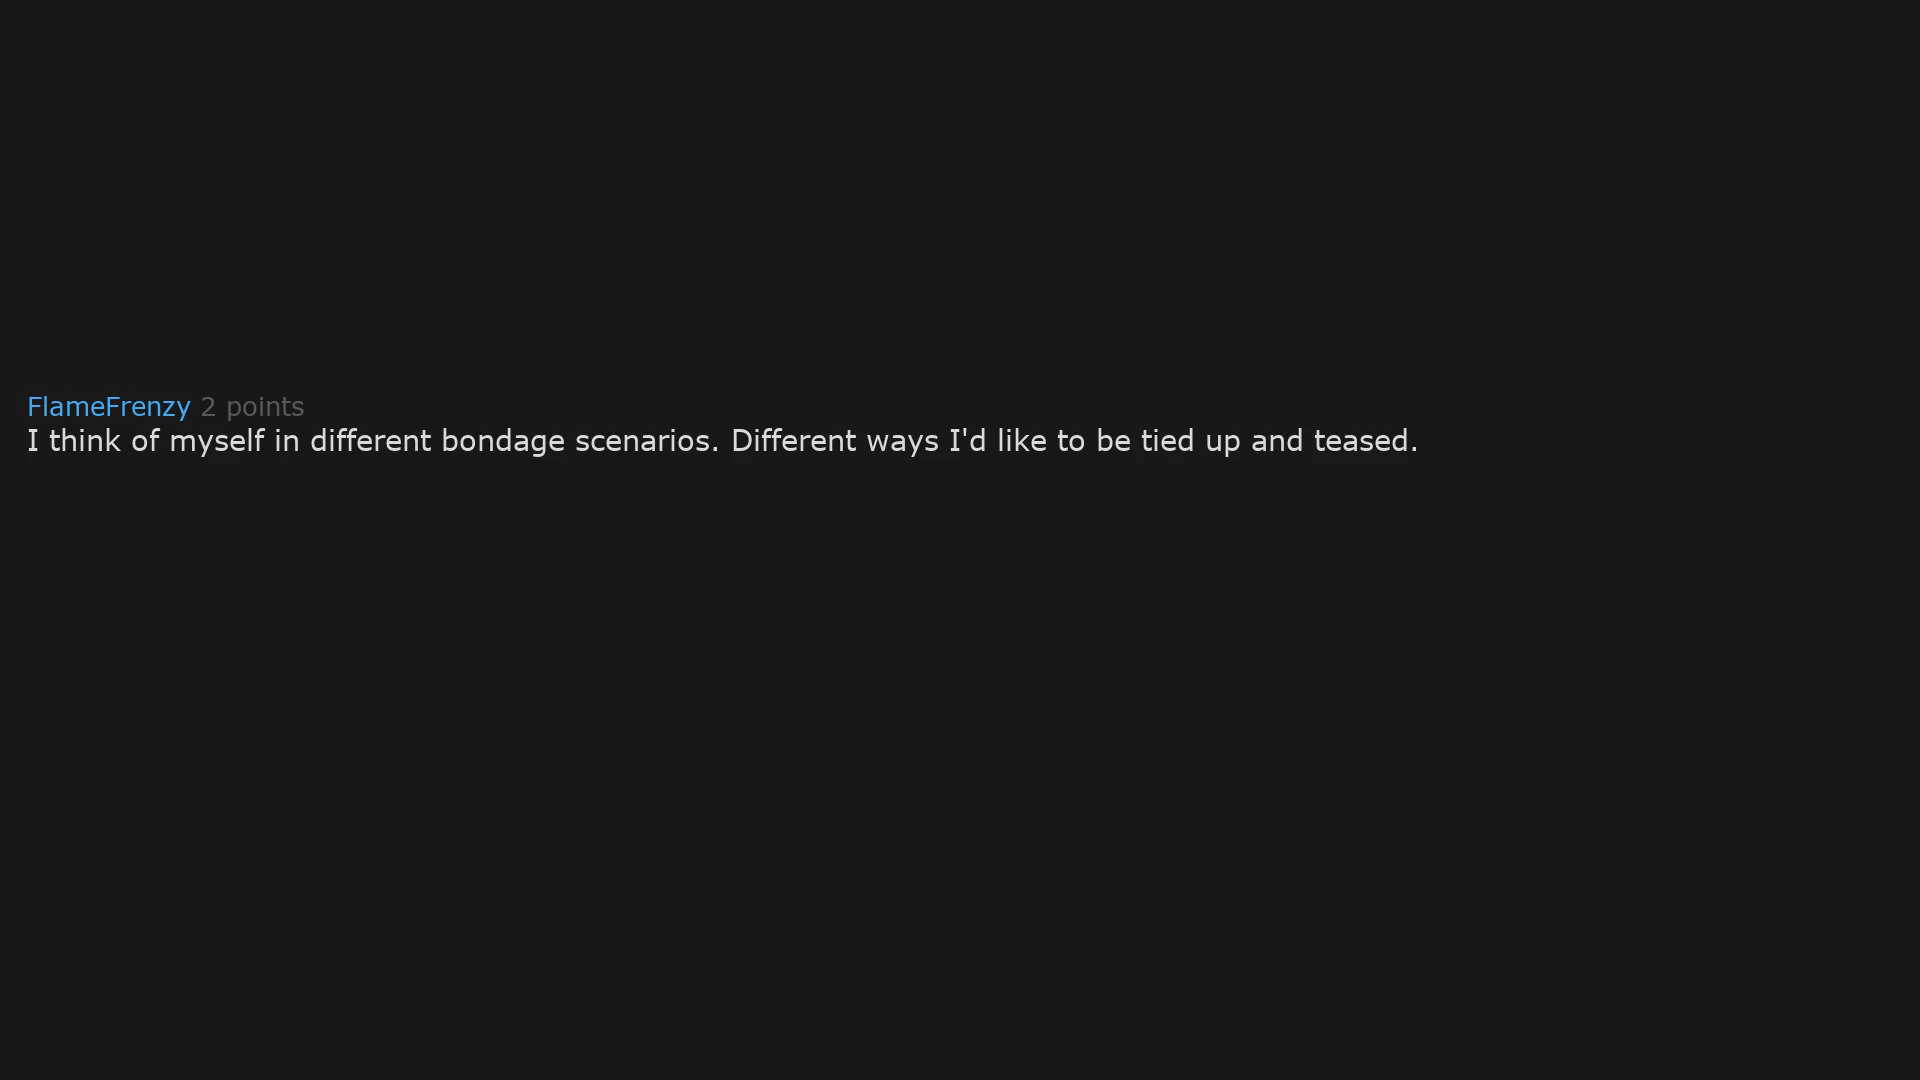 FlameFrenzy 2 points
I think of myself in different bondage scenarios. Different ways I'd like to be tied up and teased.